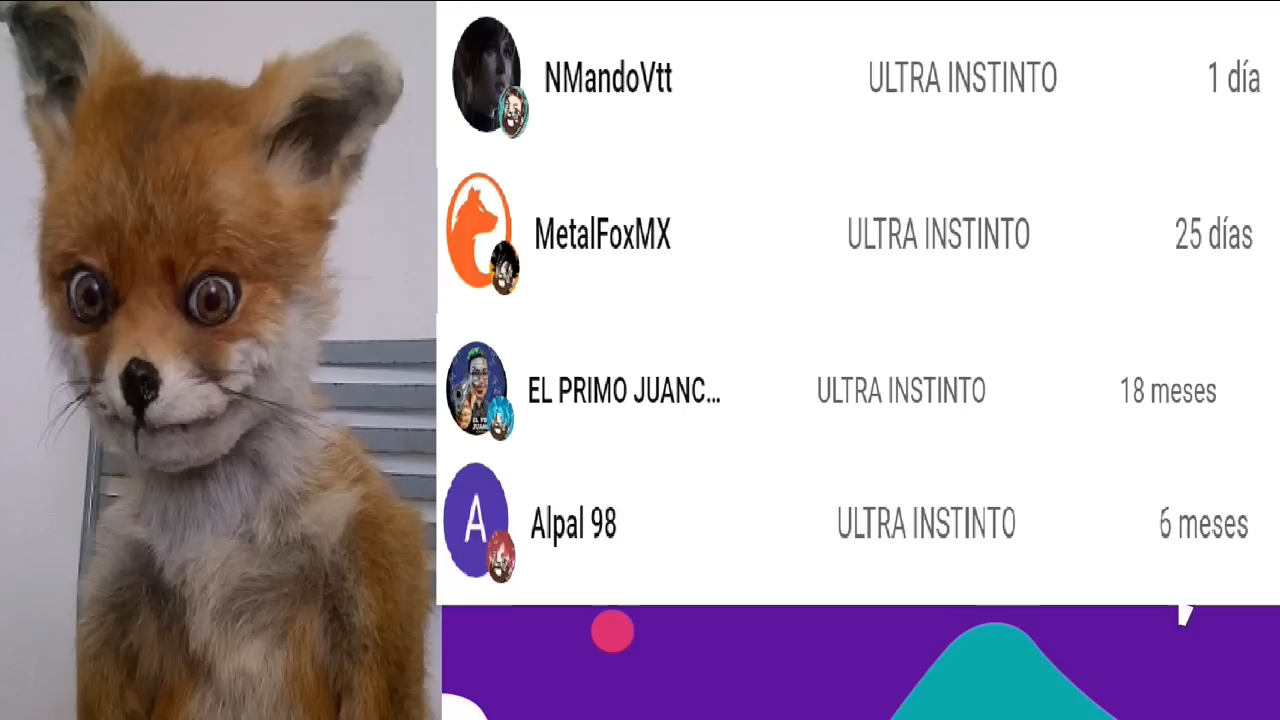 NMandoVtt ULTRA INSTINTO 1 día
MetalFoxMX ULTRA INSTINTO 25 días
EL PRIMO JUANC... ULTRA INSTINTO 18 meses
A Alpal 98 ULTRA INSTINTO 6 meses